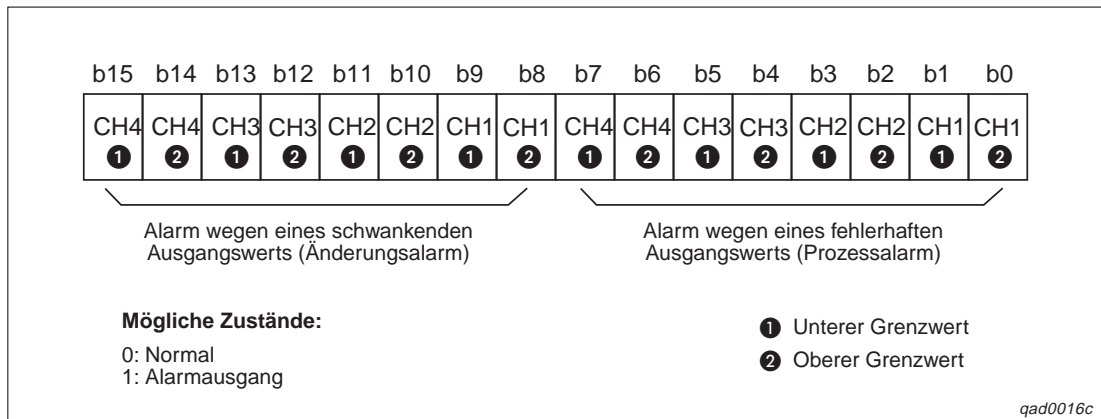 b15 b14 b13 b12 b11 b10 b9 b8 b7 b6 b5 b4 b3 b2 b1 b0
CH4 CH4 CH3 CH3 CH2 CH2 CH1 CH1 CH4 CH4 CH3 CH3 CH2 CH2 CH1 CH1
❶ ❷ ❶ ❷ ❶ ❷ ❶ ❷ ❶ ❷ ❶ ❷ ❶ ❷ ❶ ❷
Alarm wegen eines schwankenden
Ausgangswerts (Änderungsalarm)
Alarm wegen eines fehlerhaften
Ausgangswerts (Prozessalarm)
Mögliche Zustände:
0: Normal
1: Alarmausgang
❶ Unterer Grenzwert
❷ Oberer Grenzwert
qad0016c